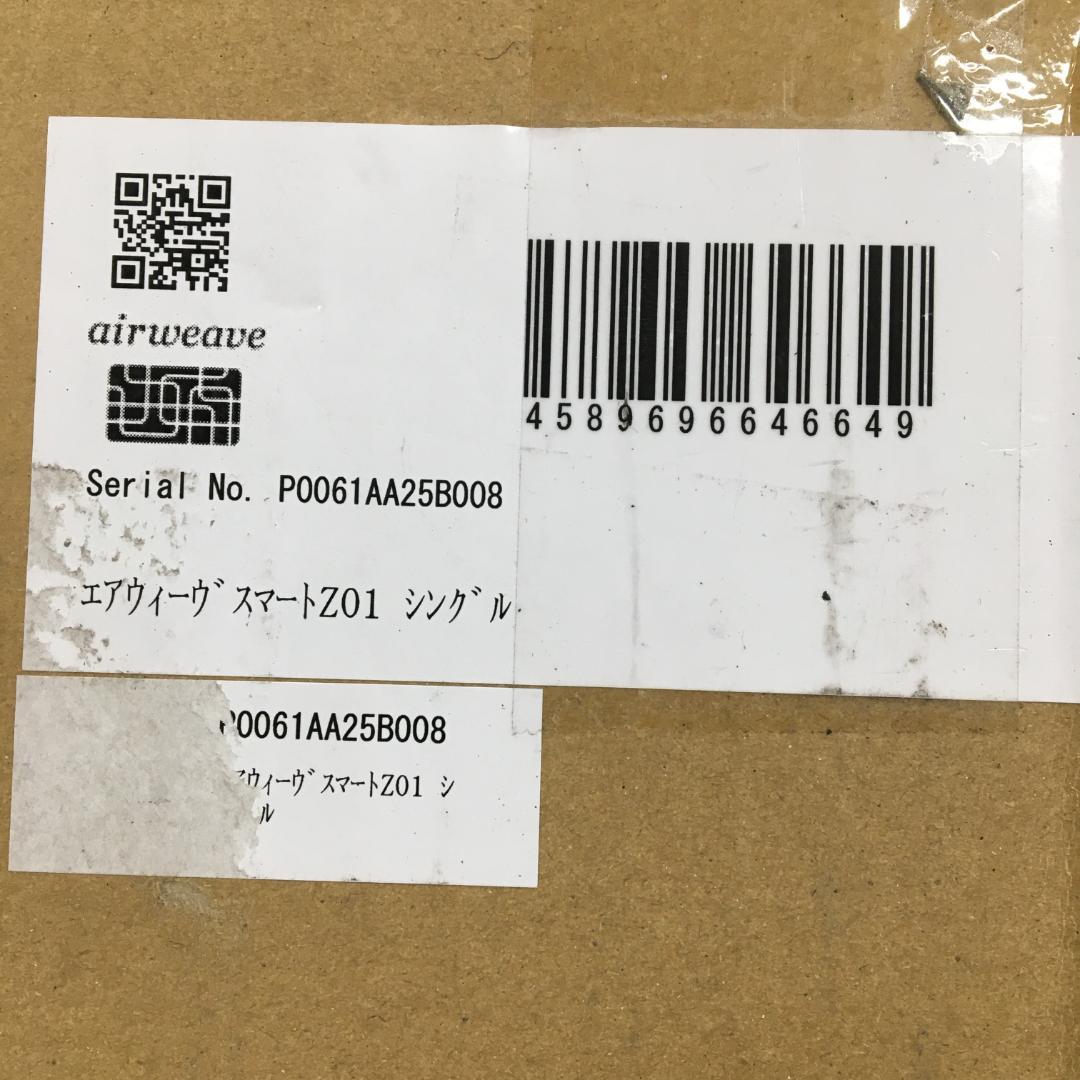 airweave
4589696646649
Serial No. P0061AA25B008
エアウィーヴﾞスマートZ01 シングﾞル
P0061AA25B008
アウィーヴﾞスマートZ01 シ
ル